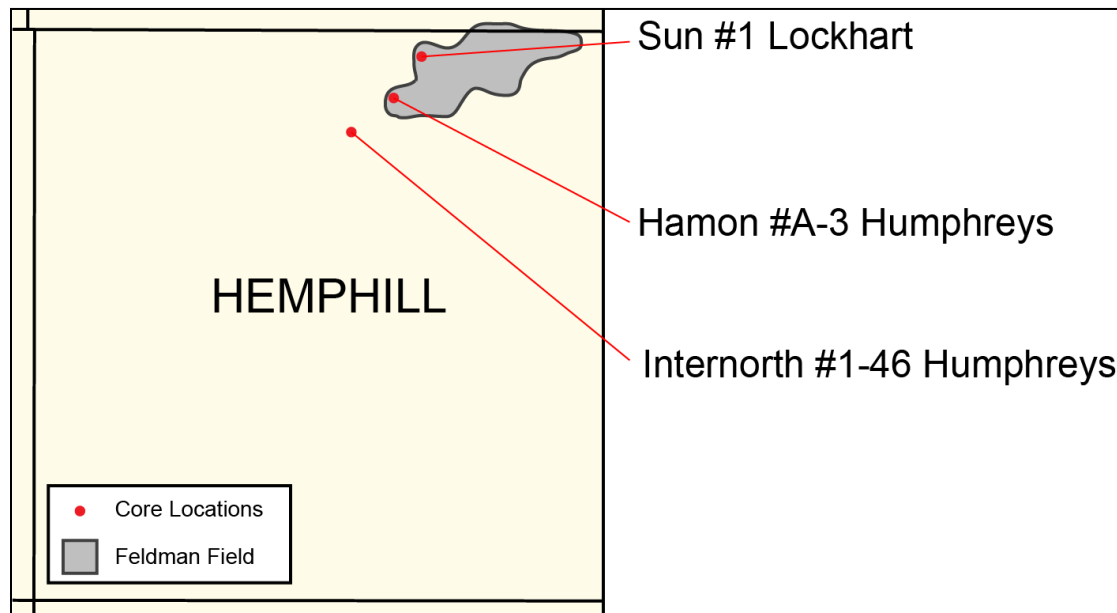 Sun #1 Lockhart
Hamon #A-3 Humphreys
HEMPHILL
Internorth #1-46 Humphreys
Core Locations
Feldman Field